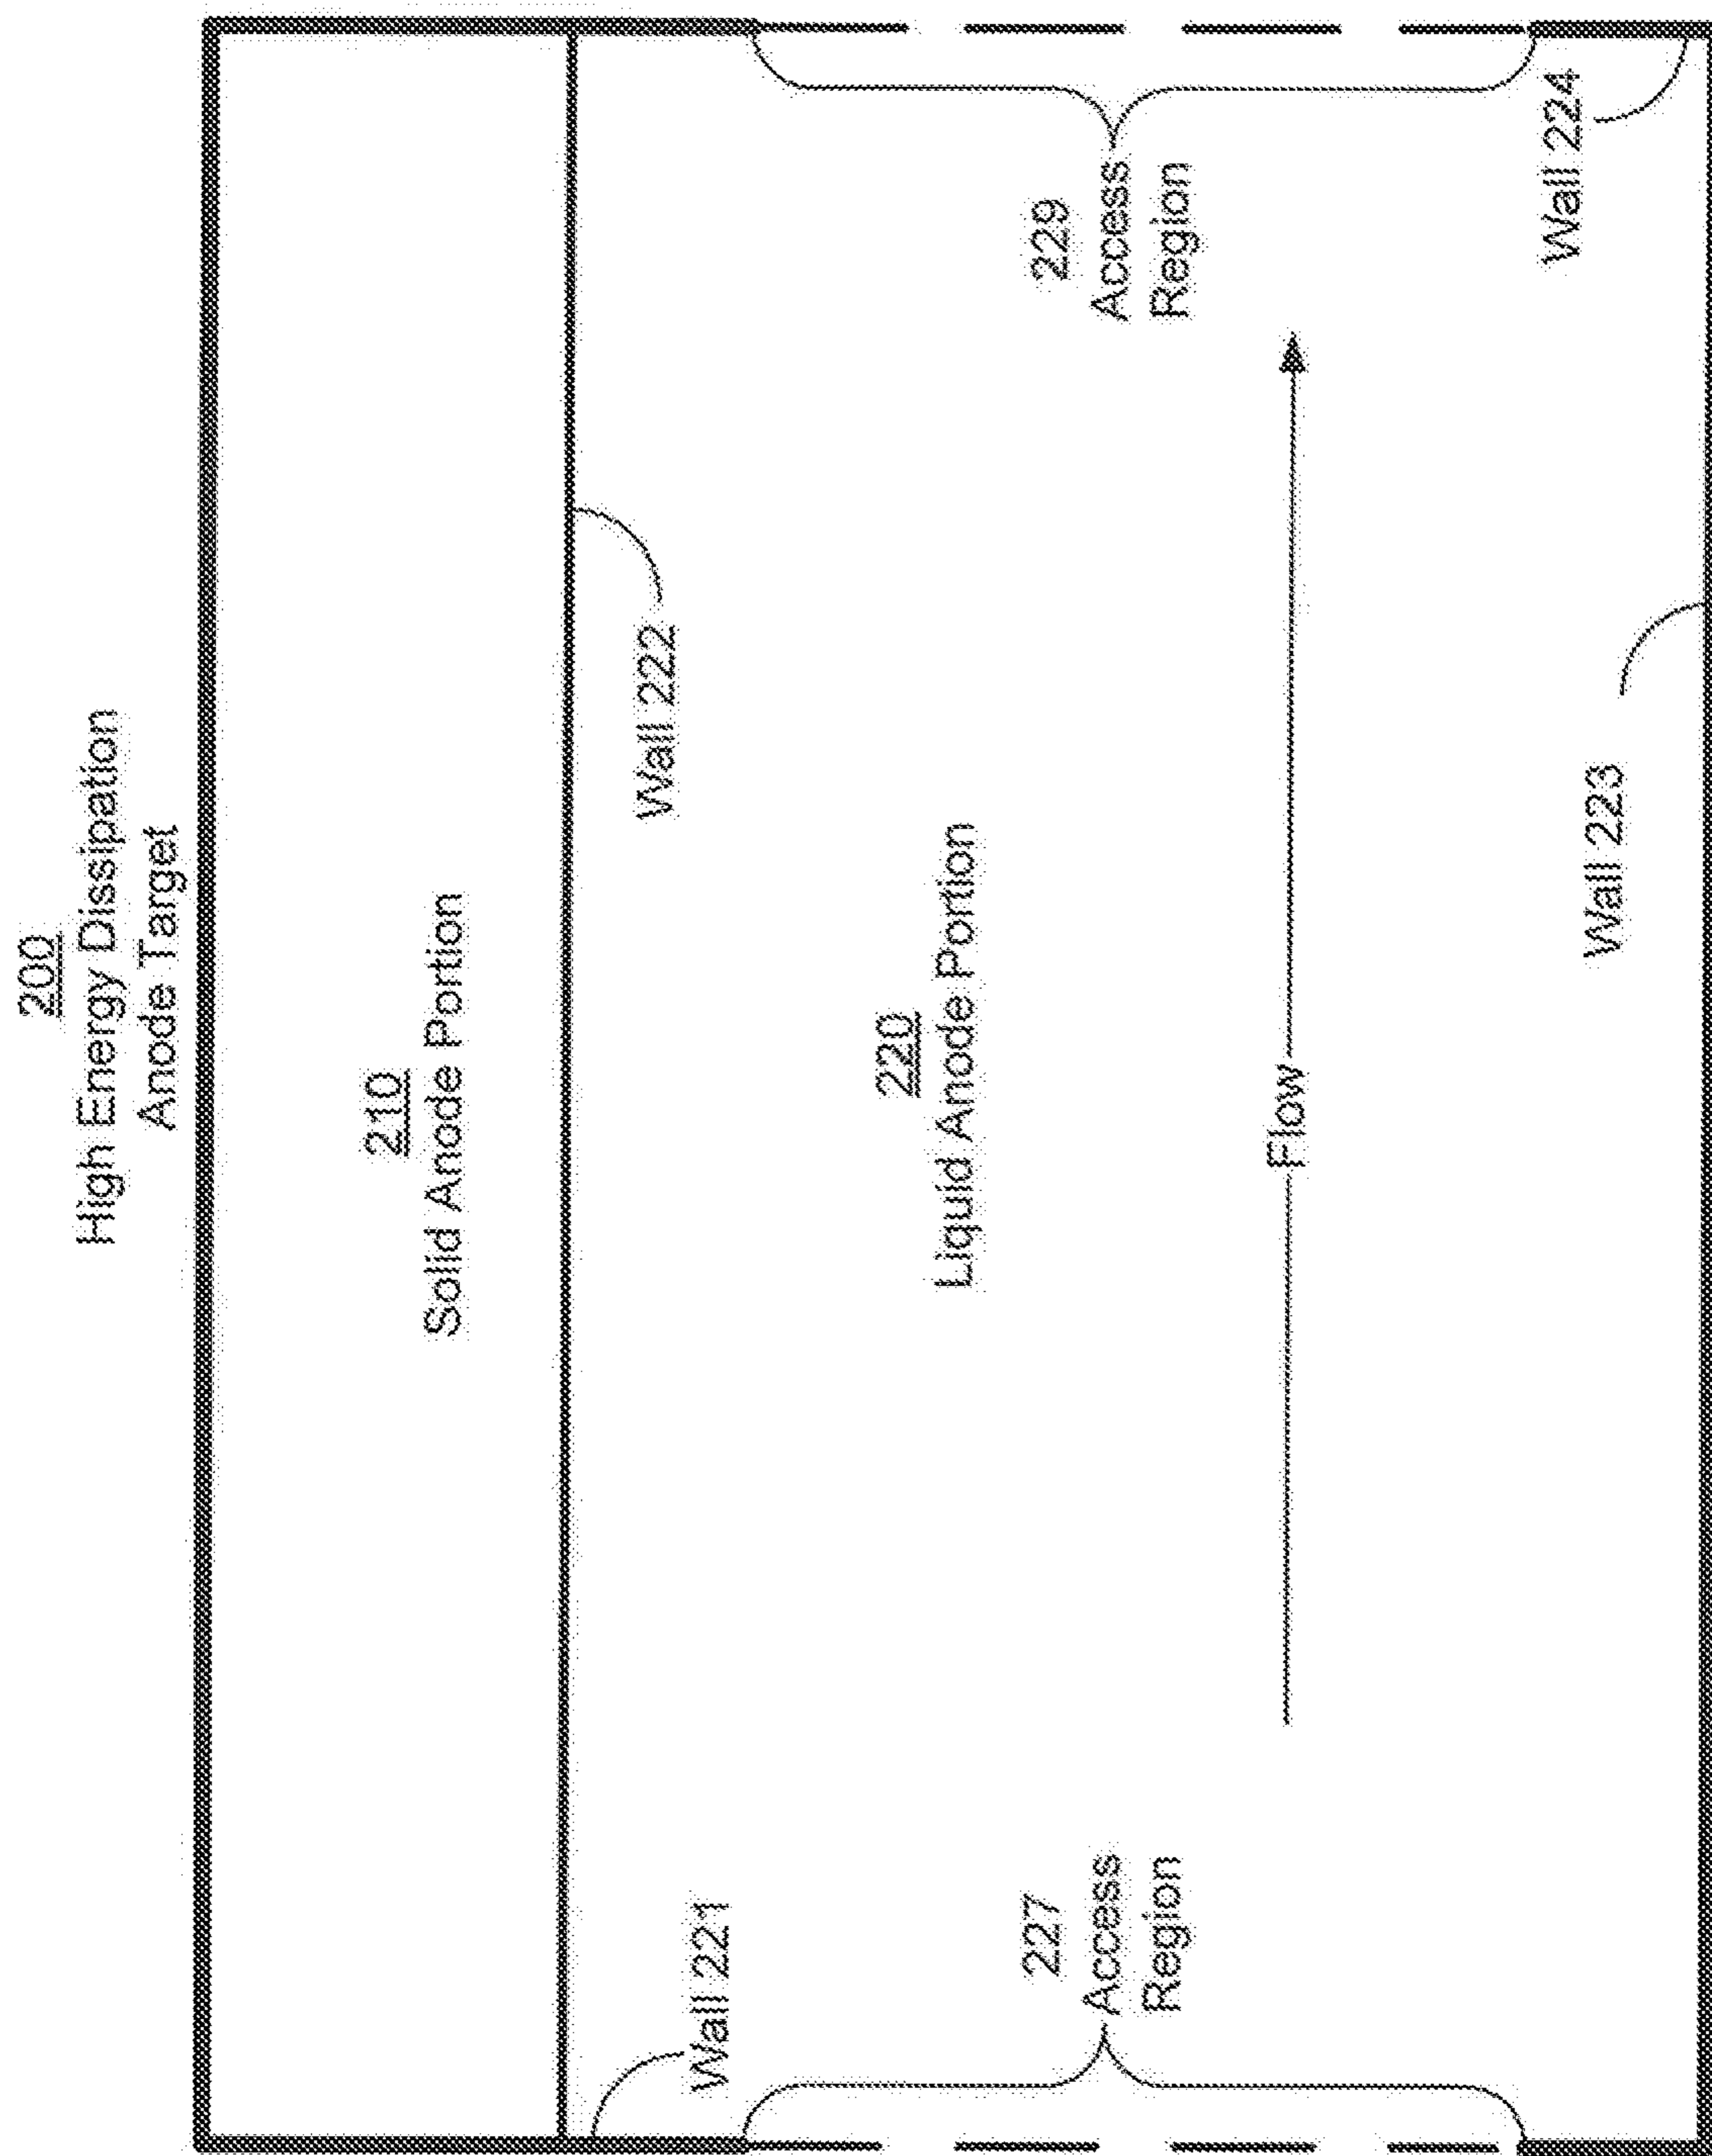 200
High Energy Dissipation
Anode Target
210
Solid Anode Portion
Wall 222
Wall 221
220
Liquid Anode Portion
227
Access
Region
229
Access
Region
Flow
Wall 223
Wall 224